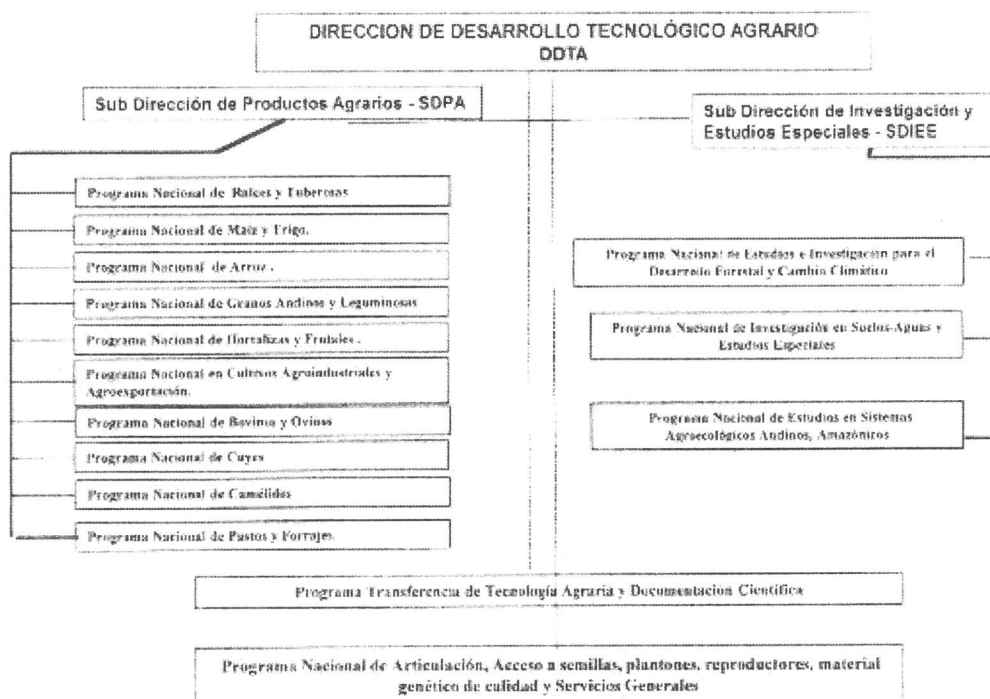 DIRECCION DE DESARROLLO TECNOLÓGICO AGRARIO
DDTA
Sub Dirección de Productos Agrarios - SDPA
Sub Dirección de Investigación y
Estudios Especiales - SDIEE
Programa Nacional de Raíces y Tuberosas
Programa Nacional de Maíz y Trigo.
Programa Nacional de Arroz .
Programa Nacional de Granos Andinos y Leguminosas
Programa Nacional de Hortalizas y Frutales .
Programa Nacional en Cultivos Agroindustriales y
Agroexportación.
Programa Nacional de Bovinos y Ovinos
Programa Nacional de Cuyes
Programa Nacional de Camélidos
Programa Nacional de Pastos y Forrajes.
Programa Nacional de Estudios e Investigación para el
Desarrollo Forestal y Cambio Climático
Programa Nacional de Investigación en Suelos-Aguas y
Estudios Especiales
Programa Nacional de Estudios en Sistemas
Agroecológicos Andinos, Amazónicos
Programa Transferencia de Tecnología Agraria y Documentacion Cientifica
Programa Nacional de Articulación, Acceso a semillas, plantones, reproductores, material
genético de calidad y Servicios Generales